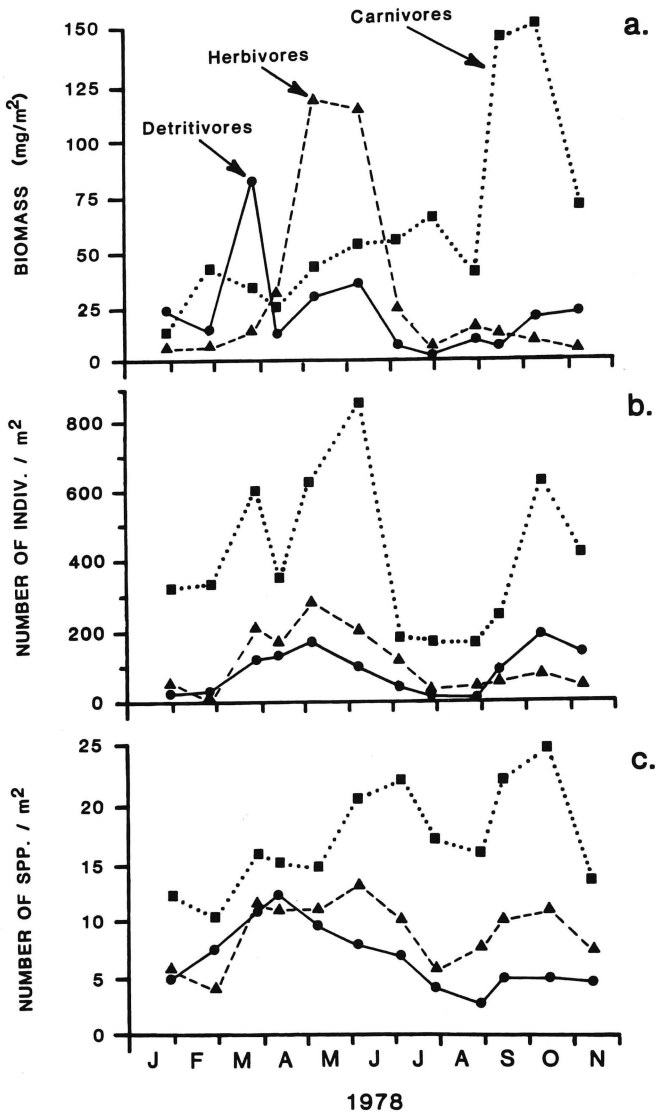 Carnivores
a.
Herbivores
Detritivores
BIOMASS (mg/m²)
150
125
100
75
50
25
0
b.
NUMBER OF INDIV. / m²
800
600
400
200
0
c.
NUMBER OF SPP. / m²
25
20
15
10
5
0
J F M A M J J A S O N
1978